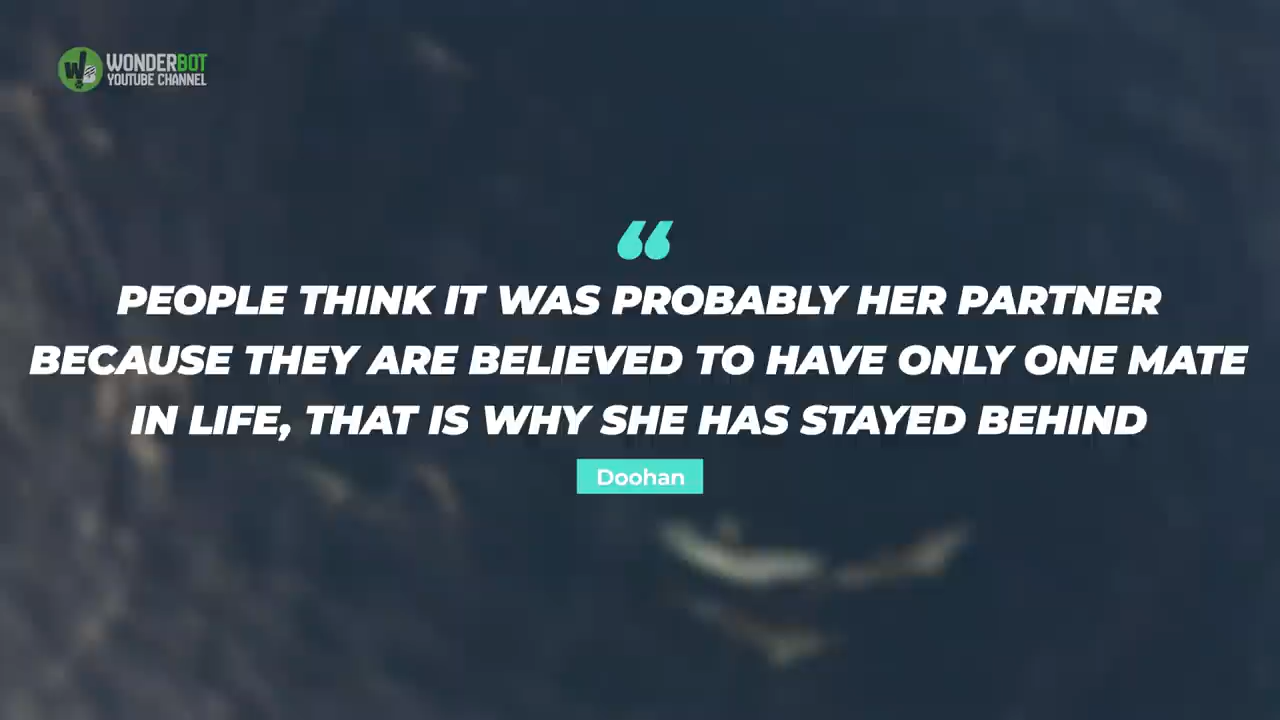 WONDERBOT
YOUTUBE CHANNEL
“
PEOPLE THINK IT WAS PROBABLY HER PARTNER
BECAUSE THEY ARE BELIEVED TO HAVE ONLY ONE MATE
IN LIFE, THAT IS WHY SHE HAS STAYED BEHIND
Doohan